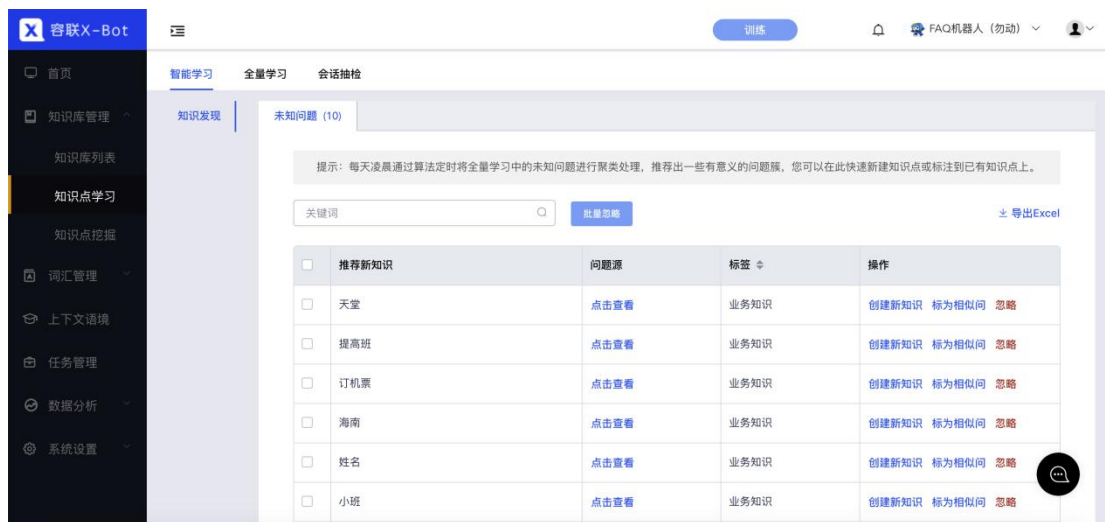 容联X-Bot
训练
FAQ机器人（勿动）
首页
知识库管理
知识库列表
知识点学习
知识点挖掘
词汇管理
上下文语境
任务管理
数据分析
系统设置
智能学习 全量学习 会话抽检
知识发现
未知问题 (10)
提示：每天凌晨通过算法定时将全量学习中的未知问题进行聚类处理，推荐出一些有意义的问题簇，您可以在此快速新建知识点或标注到已有知识点上。
关键词 批量忽略 导出Excel
推荐新知识 问题源 标签 操作
天堂 点击查看 业务知识 创建新知识 标为相似问 忽略
提高班 点击查看 业务知识 创建新知识 标为相似问 忽略
订机票 点击查看 业务知识 创建新知识 标为相似问 忽略
海南 点击查看 业务知识 创建新知识 标为相似问 忽略
姓名 点击查看 业务知识 创建新知识 标为相似问 忽略
小班 点击查看 业务知识 创建新知识 标为相似问 忽略